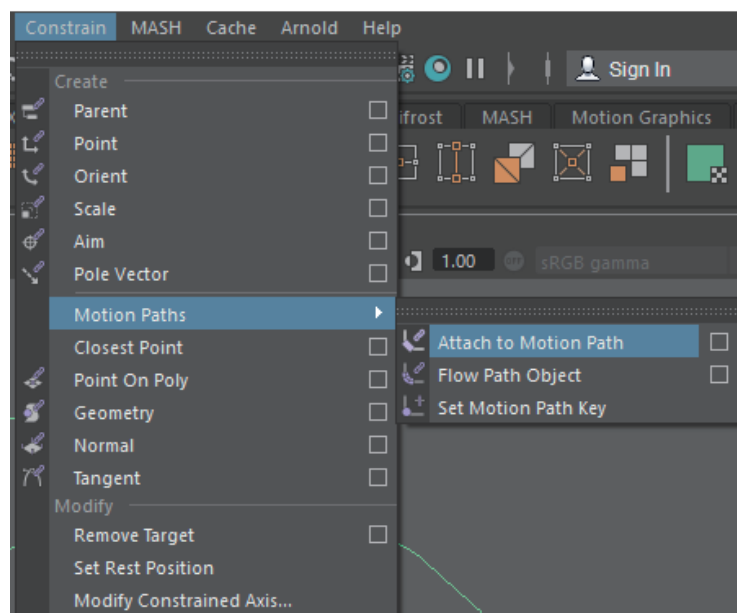 Constrain MASH Cache Arnold Help
Sign In
Create
Parent
ifrost MASH Motion Graphics
Point
Orient
Scale
Aim
1.00 sRGB gamma
Pole Vector
Motion Paths
Attach to Motion Path
Closest Point
Flow Path Object
Point On Poly
Set Motion Path Key
Geometry
Normal
Tangent
Modify
Remove Target
Set Rest Position
Modify Constrained Axis...